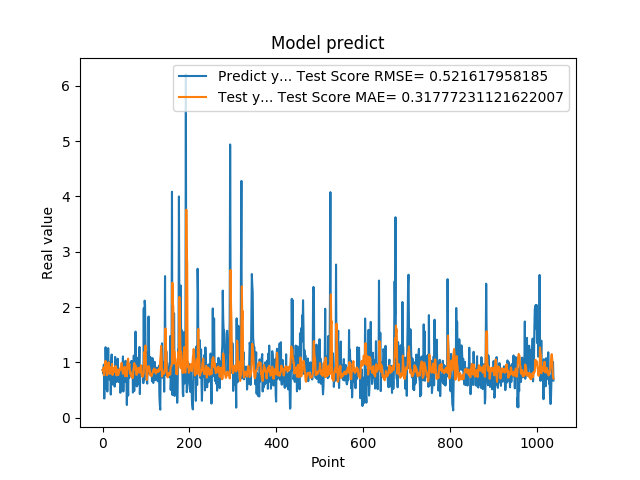 Model predict
Predict y... Test Score RMSE= 0.521617958185
Test y... Test Score MAE= 0.31777231121622007
Real value
6
5
4
3
2
1
0
0 200 400 600 800 1000
Point